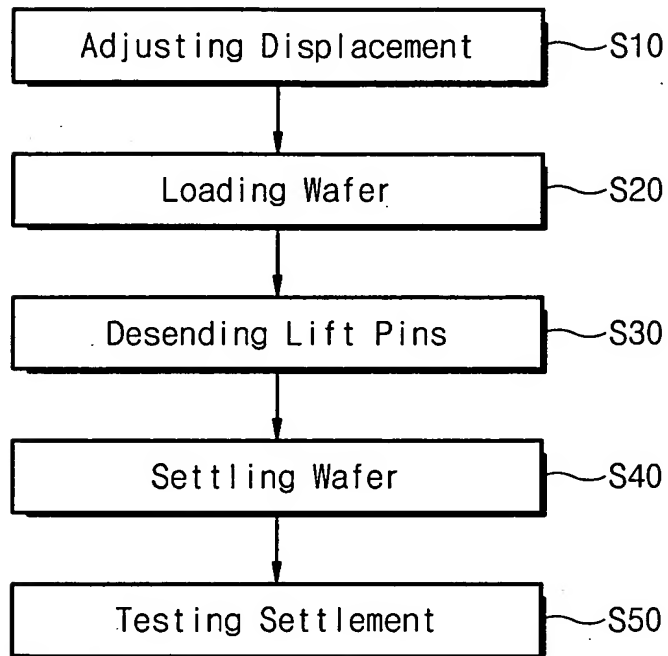 Adjusting Displacement S10
Loading Wafer S20
Desending Lift Pins S30
Settling Wafer S40
Testing Settlement S50